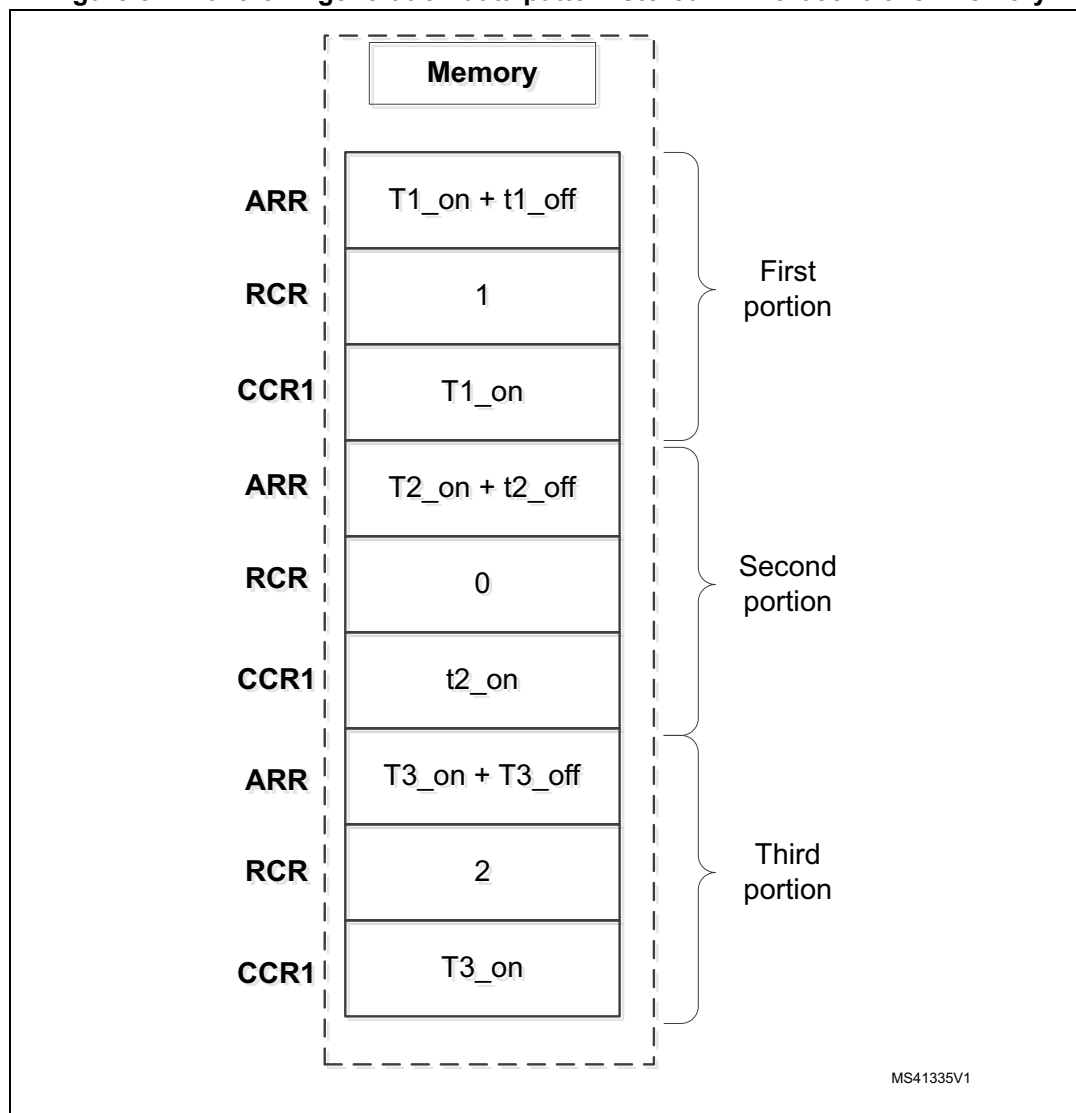 Memory
ARR T1_on + t1_off
RCR 1
First
portion
CCR1 T1_on
ARR T2_on + t2_off
RCR 0
Second
portion
CCR1 t2_on
ARR T3_on + T3_off
RCR 2
Third
portion
CCR1 T3_on
MS41335V1